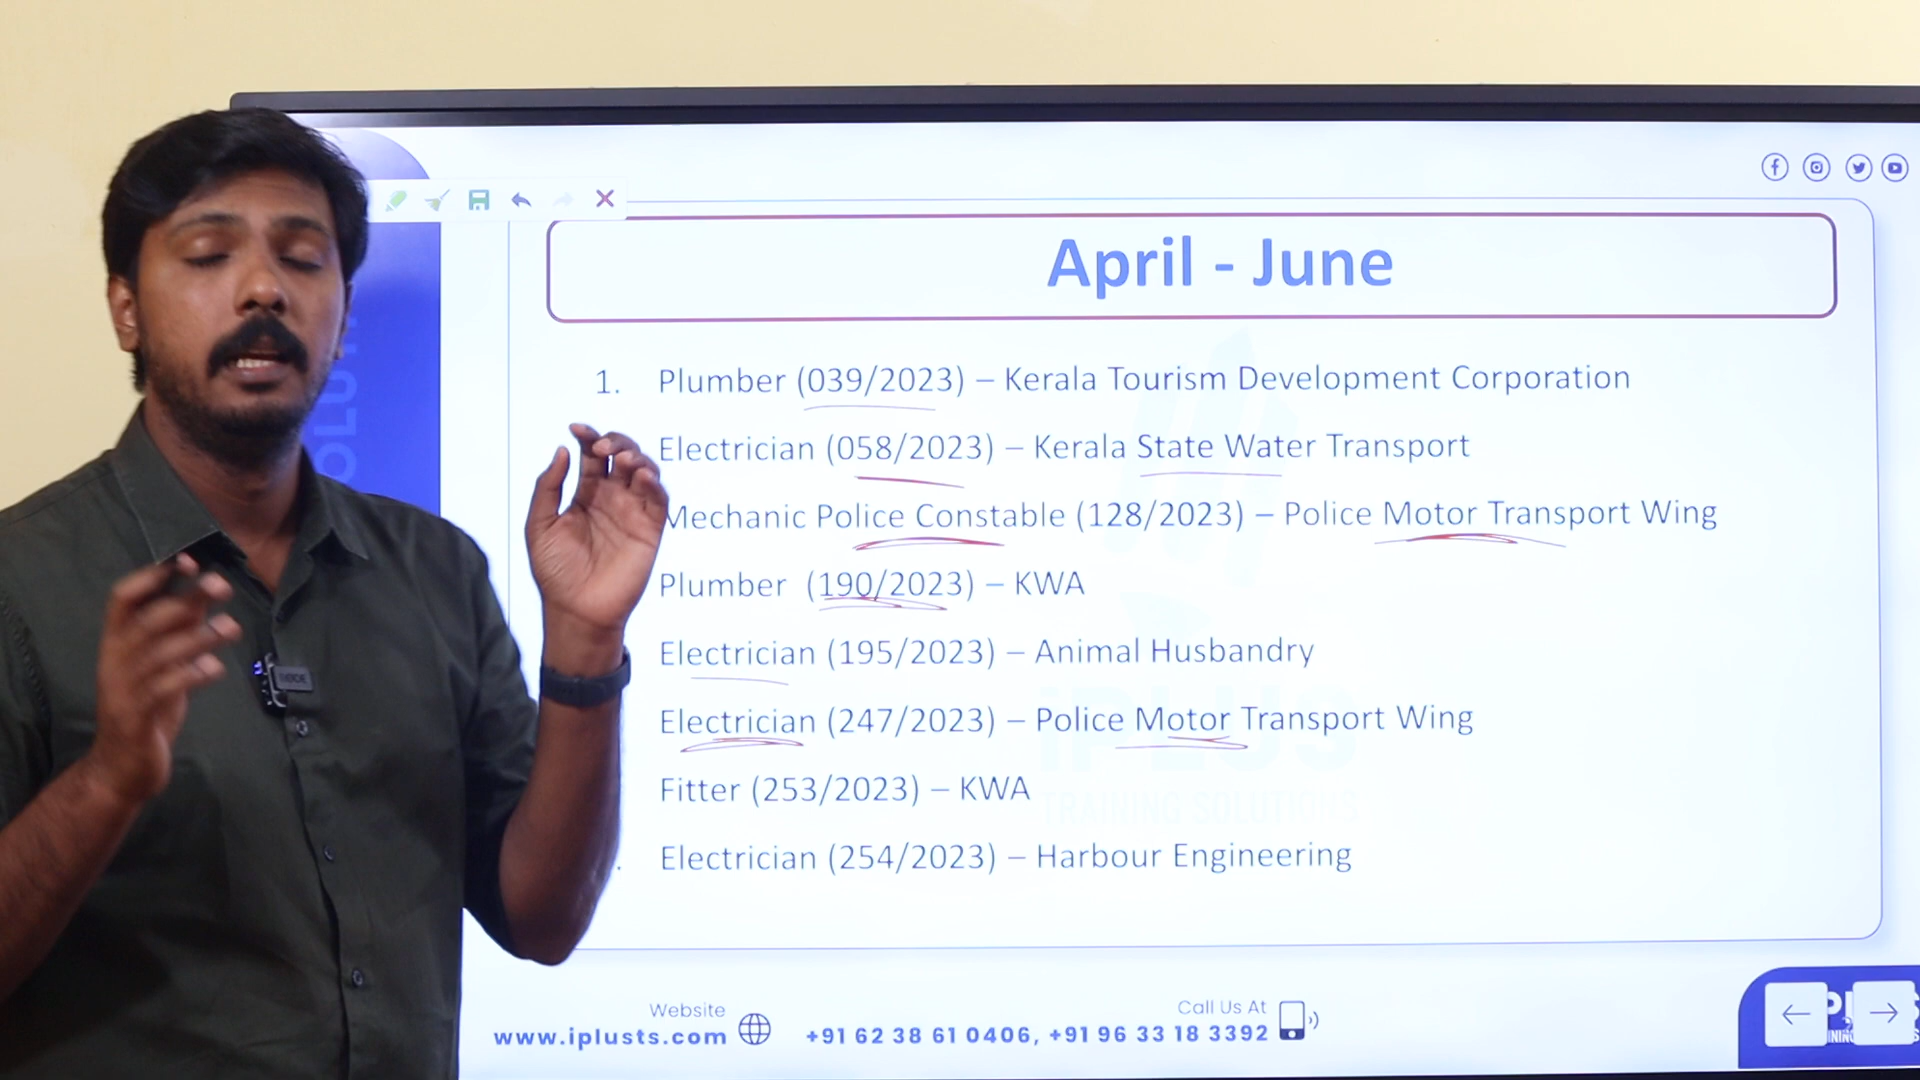 April - June
1. Plumber (039/2023) – Kerala Tourism Development Corporation
Electrician (058/2023) – Kerala State Water Transport
Mechanic Police Constable (128/2023) – Police Motor Transport Wing
Plumber (190/2023) – KWA
Electrician (195/2023) – Animal Husbandry
Electrician (247/2023) – Police Motor Transport Wing
Fitter (253/2023) – KWA
Electrician (254/2023) – Harbour Engineering
iPLUS
TRAINING SOLUTIONS
Website
www.iplusts.com
Call Us At
+91 62 38 61 0406, +91 96 33 18 3392